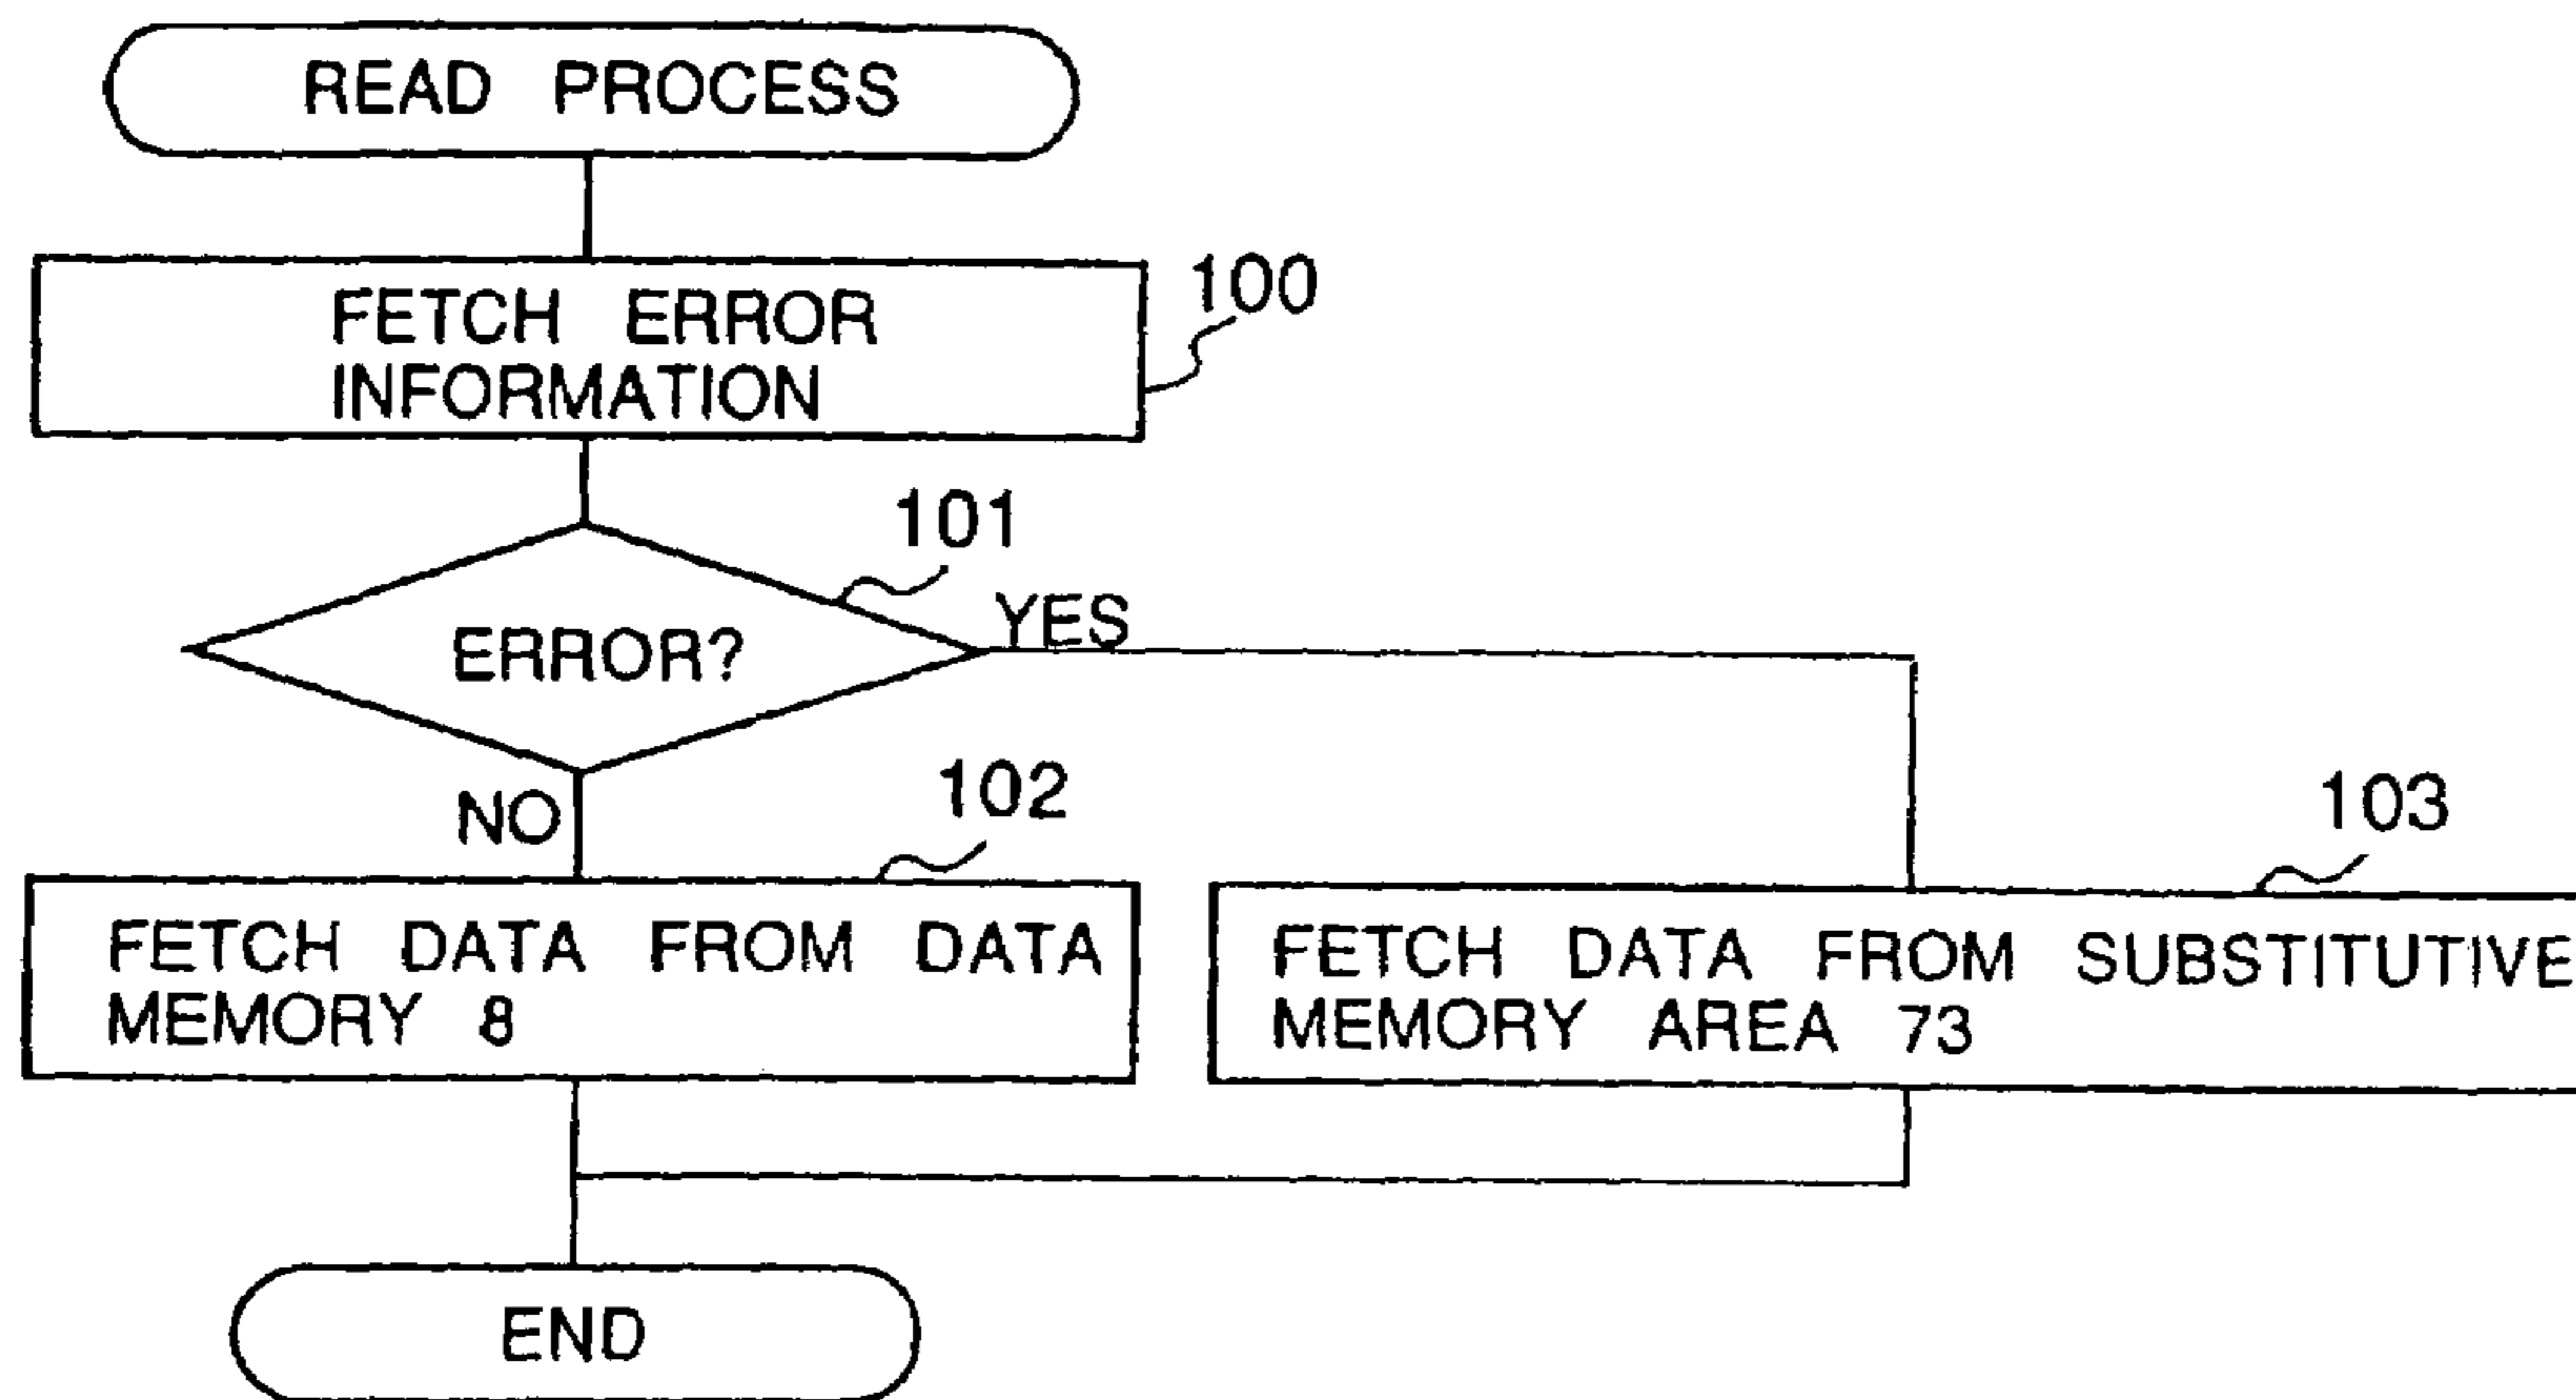 READ PROCESS
FETCH ERROR
INFORMATION
100
101
ERROR?
YES
NO
102
FETCH DATA FROM DATA
MEMORY 8
103
FETCH DATA FROM SUBSTITUTIVE
MEMORY AREA 73
END